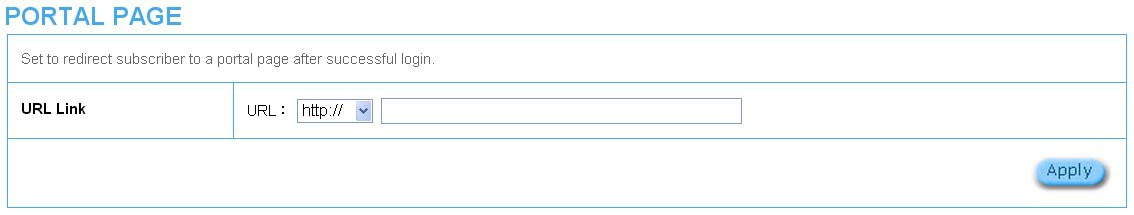 PORTAL PAGE
Set to redirect subscriber to a portal page after successful login.
URL Link
URL : http://
Apply